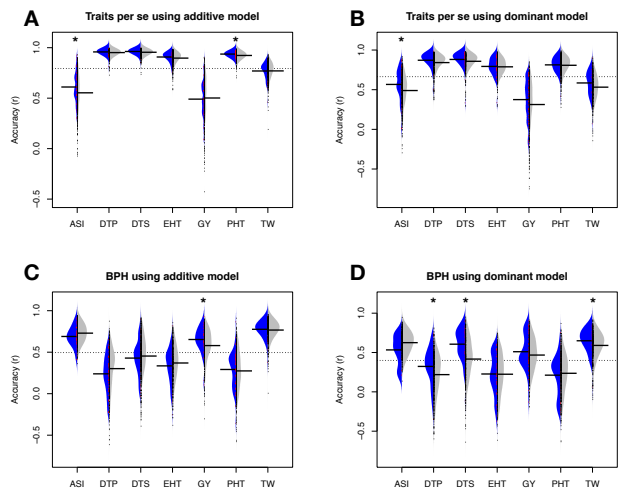 A
Traits per se using additive model
*
*
Accuracy (r)
1.0
0.5
0.0
−0.5
ASI DTP DTS EHT GY PHT TW
B
Traits per se using dominant model
*
Accuracy (r)
1.0
0.5
0.0
−0.5
ASI DTP DTS EHT GY PHT TW
C
BPH using additive model
*
Accuracy (r)
1.0
0.5
0.0
−0.5
ASI DTP DTS EHT GY PHT TW
D
BPH using dominant model
*
*
*
Accuracy (r)
1.0
0.5
0.0
−0.5
ASI DTP DTS EHT GY PHT TW